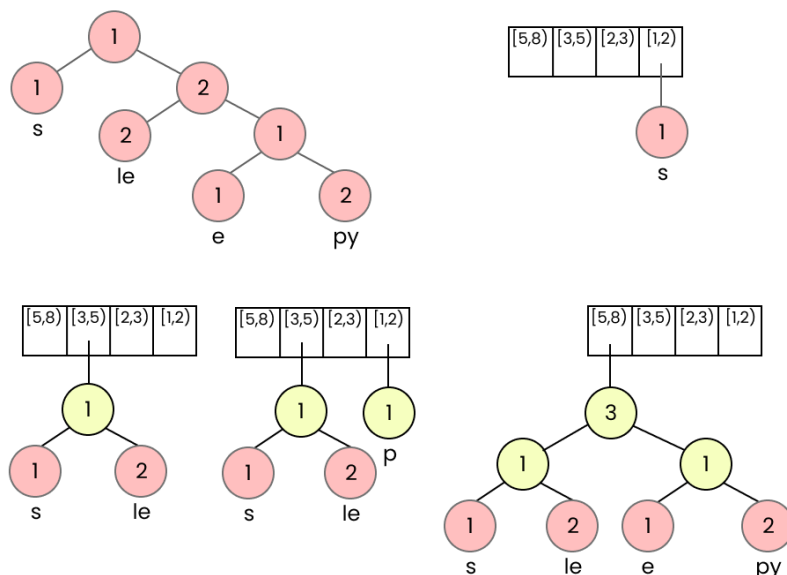 1
1
2
s
2
1
le
1
2
e
py
[5,8) [3,5) [2,3) [1,2)
1
s
[5,8) [3,5) [2,3) [1,2)
1
1
2
s
le
[5,8) [3,5) [2,3) [1,2)
1
1
p
1
2
s
le
[5,8) [3,5) [2,3) [1,2)
3
1
1
1
2
1
2
s
le
e
py